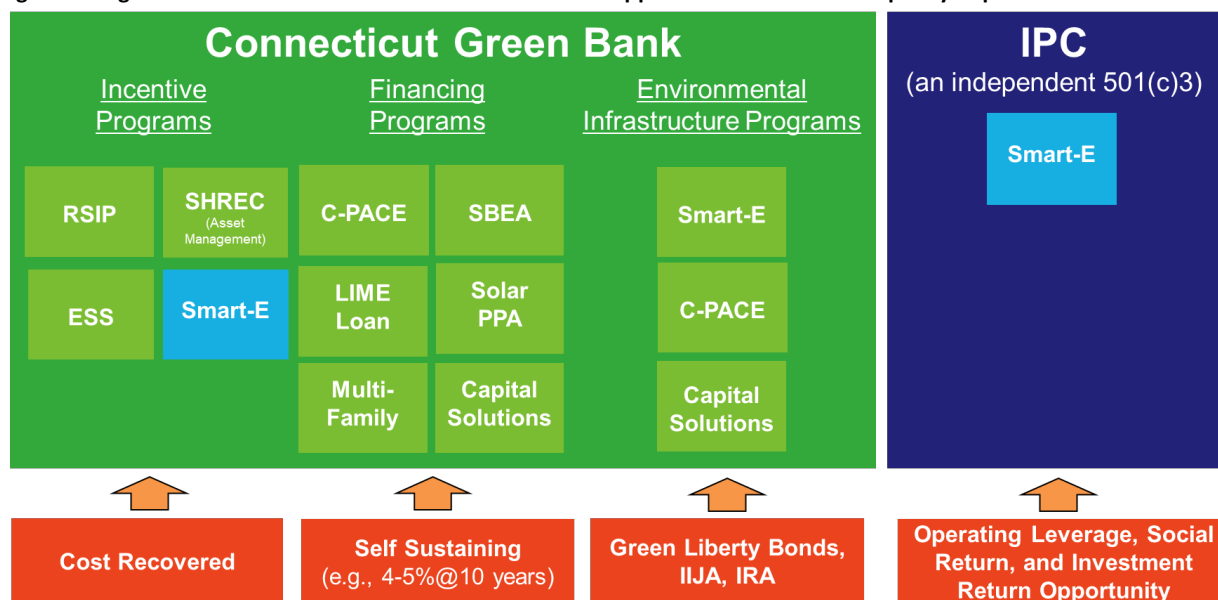 Connecticut Green Bank
Incentive
Programs
Financing
Programs
Environmental
Infrastructure Programs
RSIP
SHREC
(Asset
Management)
ESS
Smart-E
C-PACE
SBEA
LIME
Loan
Solar
PPA
Multi-
Family
Capital
Solutions
Smart-E
C-PACE
Capital
Solutions
IPC
(an independent 501(c)3)
Smart-E
Cost Recovered
Self Sustaining
(e.g., 4-5%@10 years)
Green Liberty Bonds,
IIJA, IRA
Operating Leverage, Social
Return, and Investment
Return Opportunity